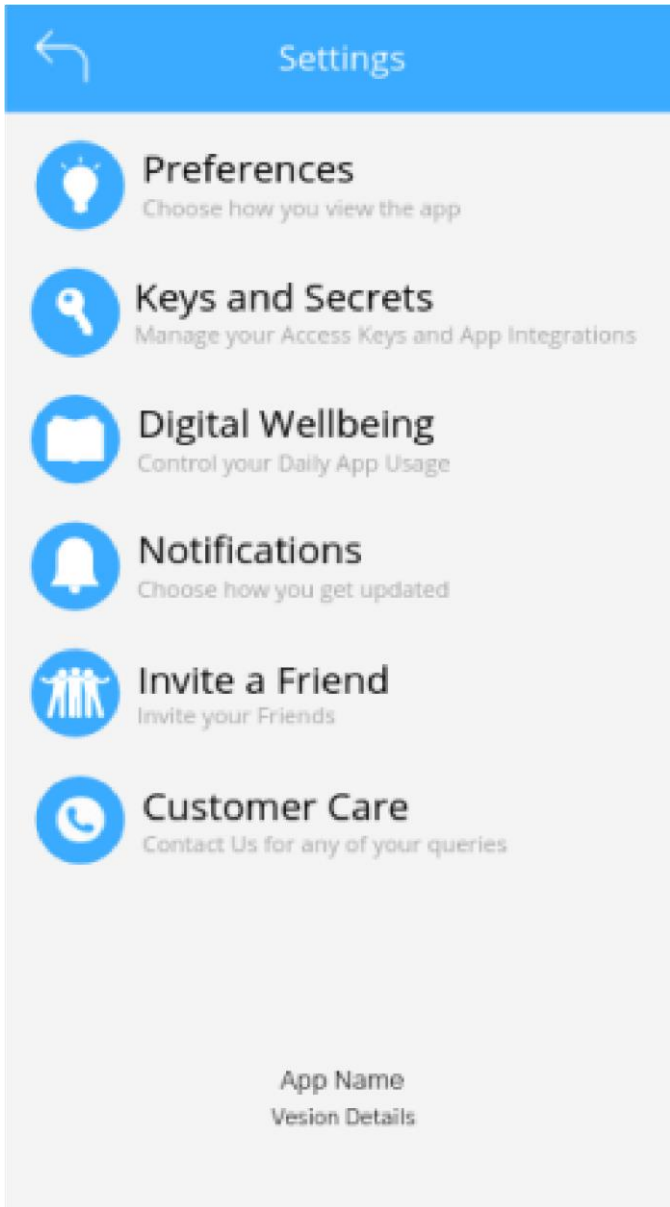 Settings
Preferences
Choose how you view the app
Keys and Secrets
Manage your Access Keys and App Integrations
Digital Wellbeing
Control your Daily App Usage
Notifications
Choose how you get updated
Invite a Friend
Invite your Friends
Customer Care
Contact Us for any of your queries
App Name
Vesion Details